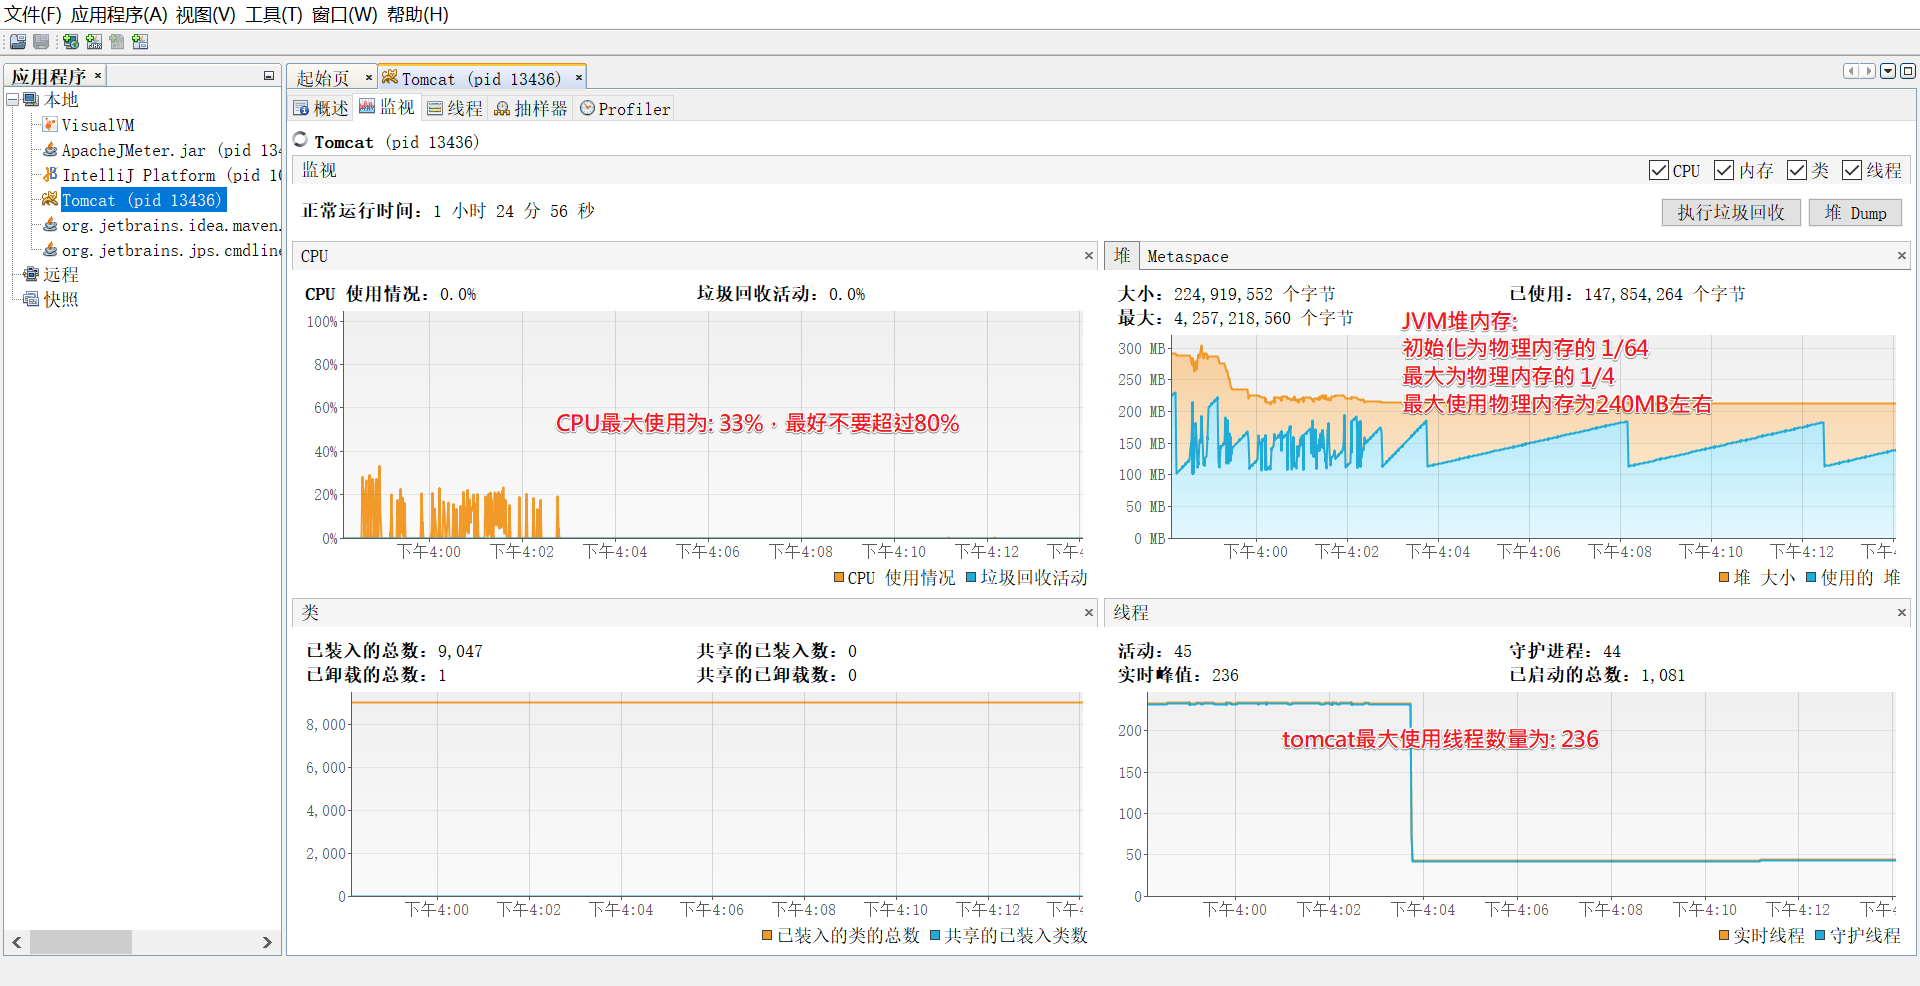 文件(F) 应用程序(A) 视图(V) 工具(T) 窗口(W) 帮助(H)
应用程序
本地
VisualVM
ApacheJMeter.jar (pid 134
IntelliJ Platform (pid 10
Tomcat (pid 13436)
org.jetbrains.idea.maven.
org.jetbrains.jps.cmdline
远程
快照
起始页
Tomcat (pid 13436)
概述 监视 线程 抽样器 Profiler
Tomcat (pid 13436)
监视
CPU 内存 类 线程
正常运行时间: 1 小时 24 分 56 秒
执行垃圾回收 堆 Dump
CPU
CPU 使用情况: 0.0% 垃圾回收活动: 0.0%
100%
80%
60%
40%
20%
0%
CPU最大使用为: 33%，最好不要超过80%
下午4:00 下午4:02 下午4:04 下午4:06 下午4:08 下午4:10 下午4:12 下午4:
CPU 使用情况 垃圾回收活动
堆 Metaspace
大小: 224,919,552 个字节 已使用: 147,854,264 个字节
最大: 4,257,218,560 个字节
JVM堆内存:
初始化为物理内存的 1/64
最大为物理内存的 1/4
最大使用物理内存为240MB左右
300 MB
250 MB
200 MB
150 MB
100 MB
50 MB
0 MB
下午4:00 下午4:02 下午4:04 下午4:06 下午4:08 下午4:10 下午4:12 下午4:
堆 大小 使用的 堆
类
已装入的总数: 9,047 共享的已装入数: 0
已卸载的总数: 1 共享的已卸载数: 0
8,000
6,000
4,000
2,000
0
下午4:00 下午4:02 下午4:04 下午4:06 下午4:08 下午4:10 下午4:12 下午4:
已装入的类的总数 共享的已装入类数
线程
活动: 45 守护进程: 44
实时峰值: 236 已启动的总数: 1,081
200
150
100
50
0
tomcat最大使用线程数量为: 236
下午4:00 下午4:02 下午4:04 下午4:06 下午4:08 下午4:10 下午4:12 下午4:
实时线程 守护线程